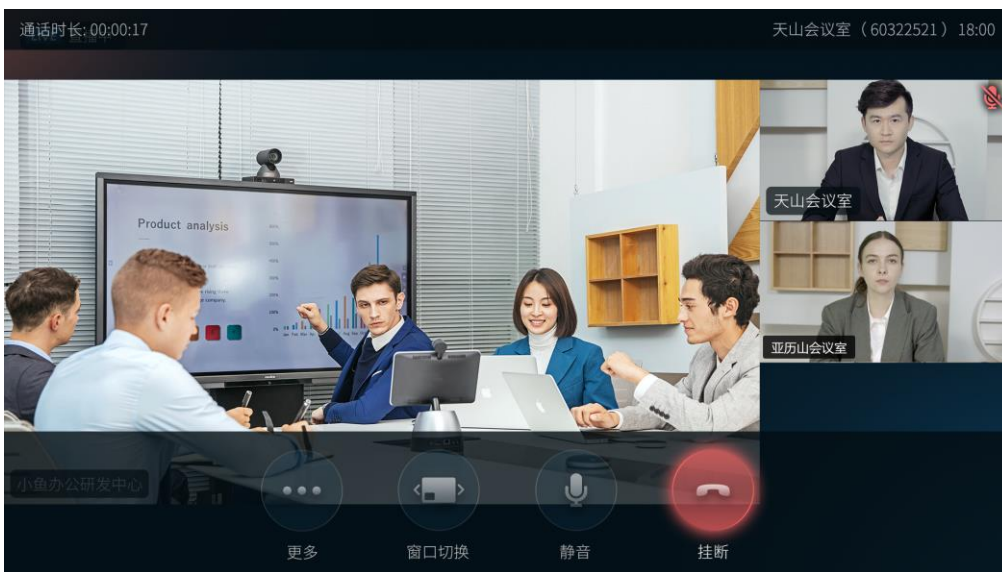 通话时长: 00:00:17
天山会议室（60322521）18:00
Product analysis
天山会议室
亚历山会议室
小鱼办公研发中心
更多
窗口切换
静音
挂断